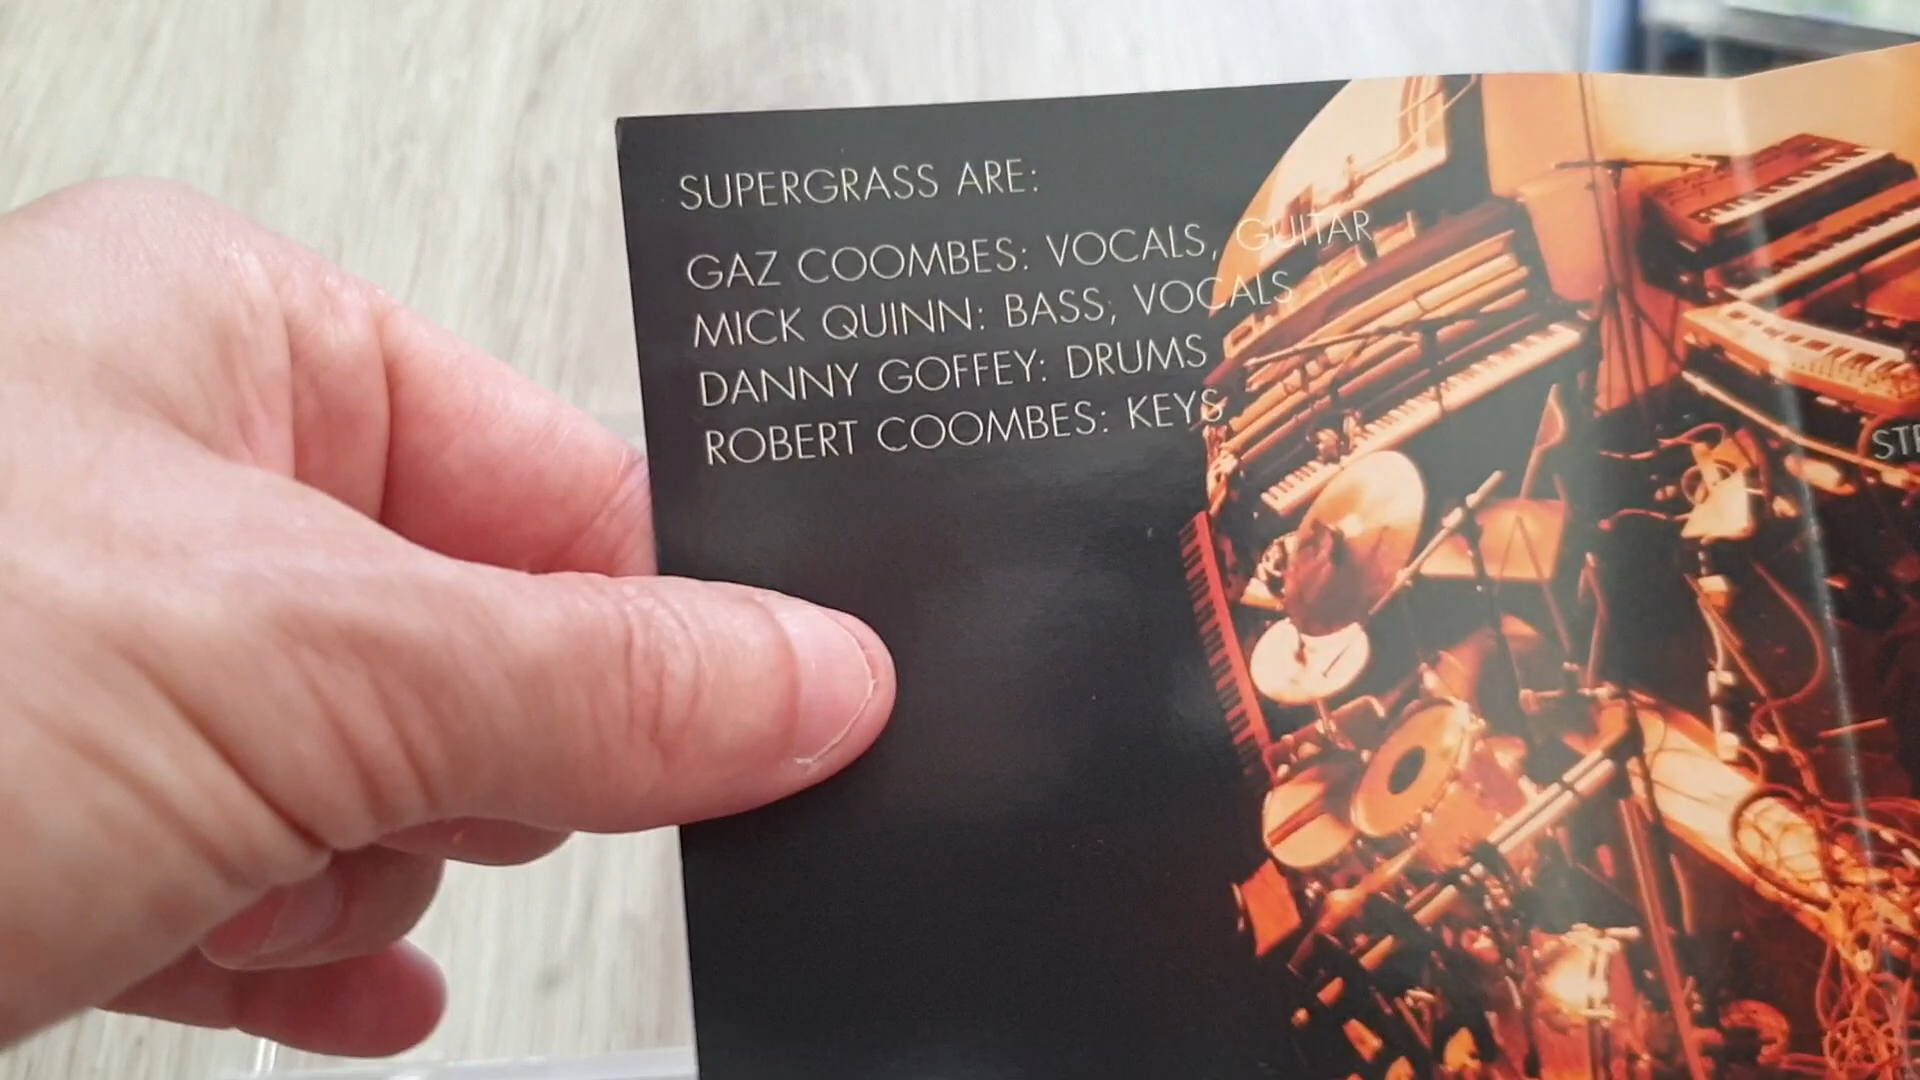 SUPERGRASS ARE:
GAZ COOMBES: VOCALS, GUITAR
MICK QUINN: BASS, VOCALS
DANNY GOFFEY: DRUMS
ROBERT COOMBES: KEYS